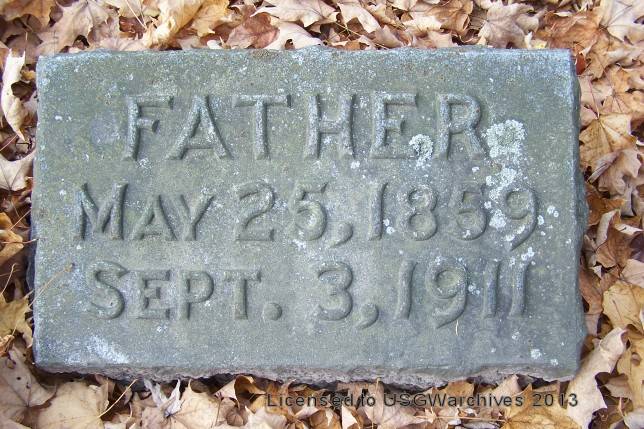 FATHER
MAY 25, 1859
SEPT. 3, 1911
Licensed to USGWarchives 2013